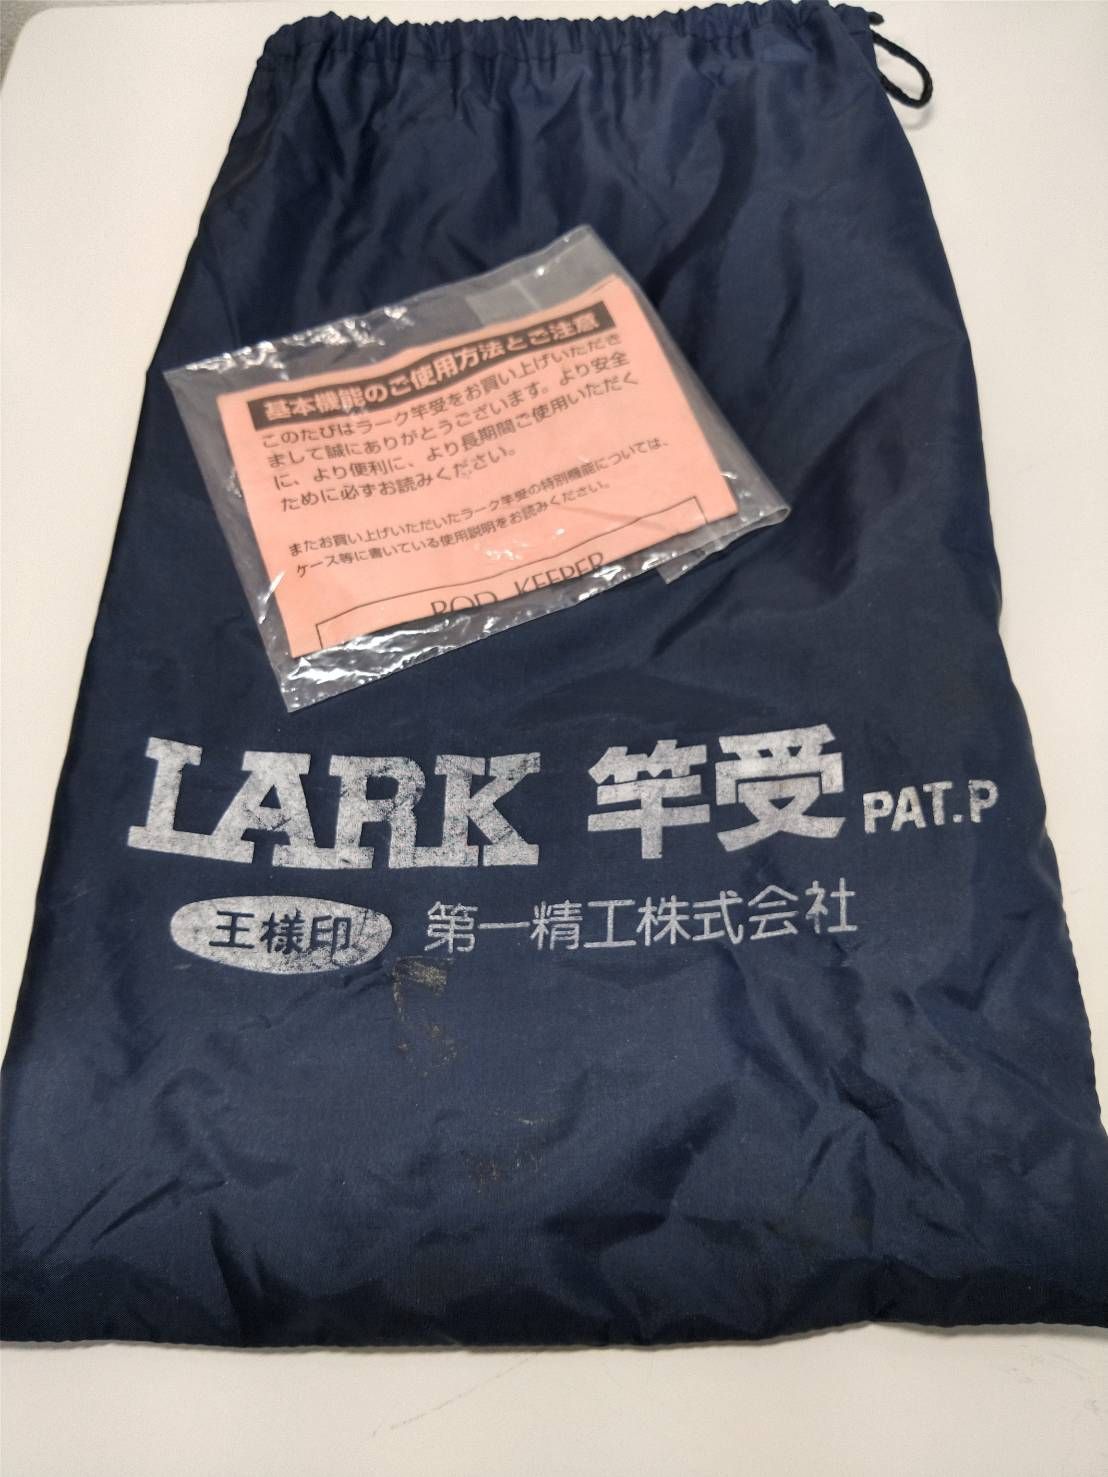 基本機能のご使用方法とご注意
このたびはラーク竿受をお買い上げいただき
まして誠にありがとうございます。より安全
に、より便利に、より長期間ご使用いただく
ために必ずお読みください。
またお買い上げいただいたラーク竿受の特別機能については、
ケース等に書いている使用説明をお読みください。
ROD KEEPER
LARK 竿受 PAT.P
王様印 第一精工株式会社